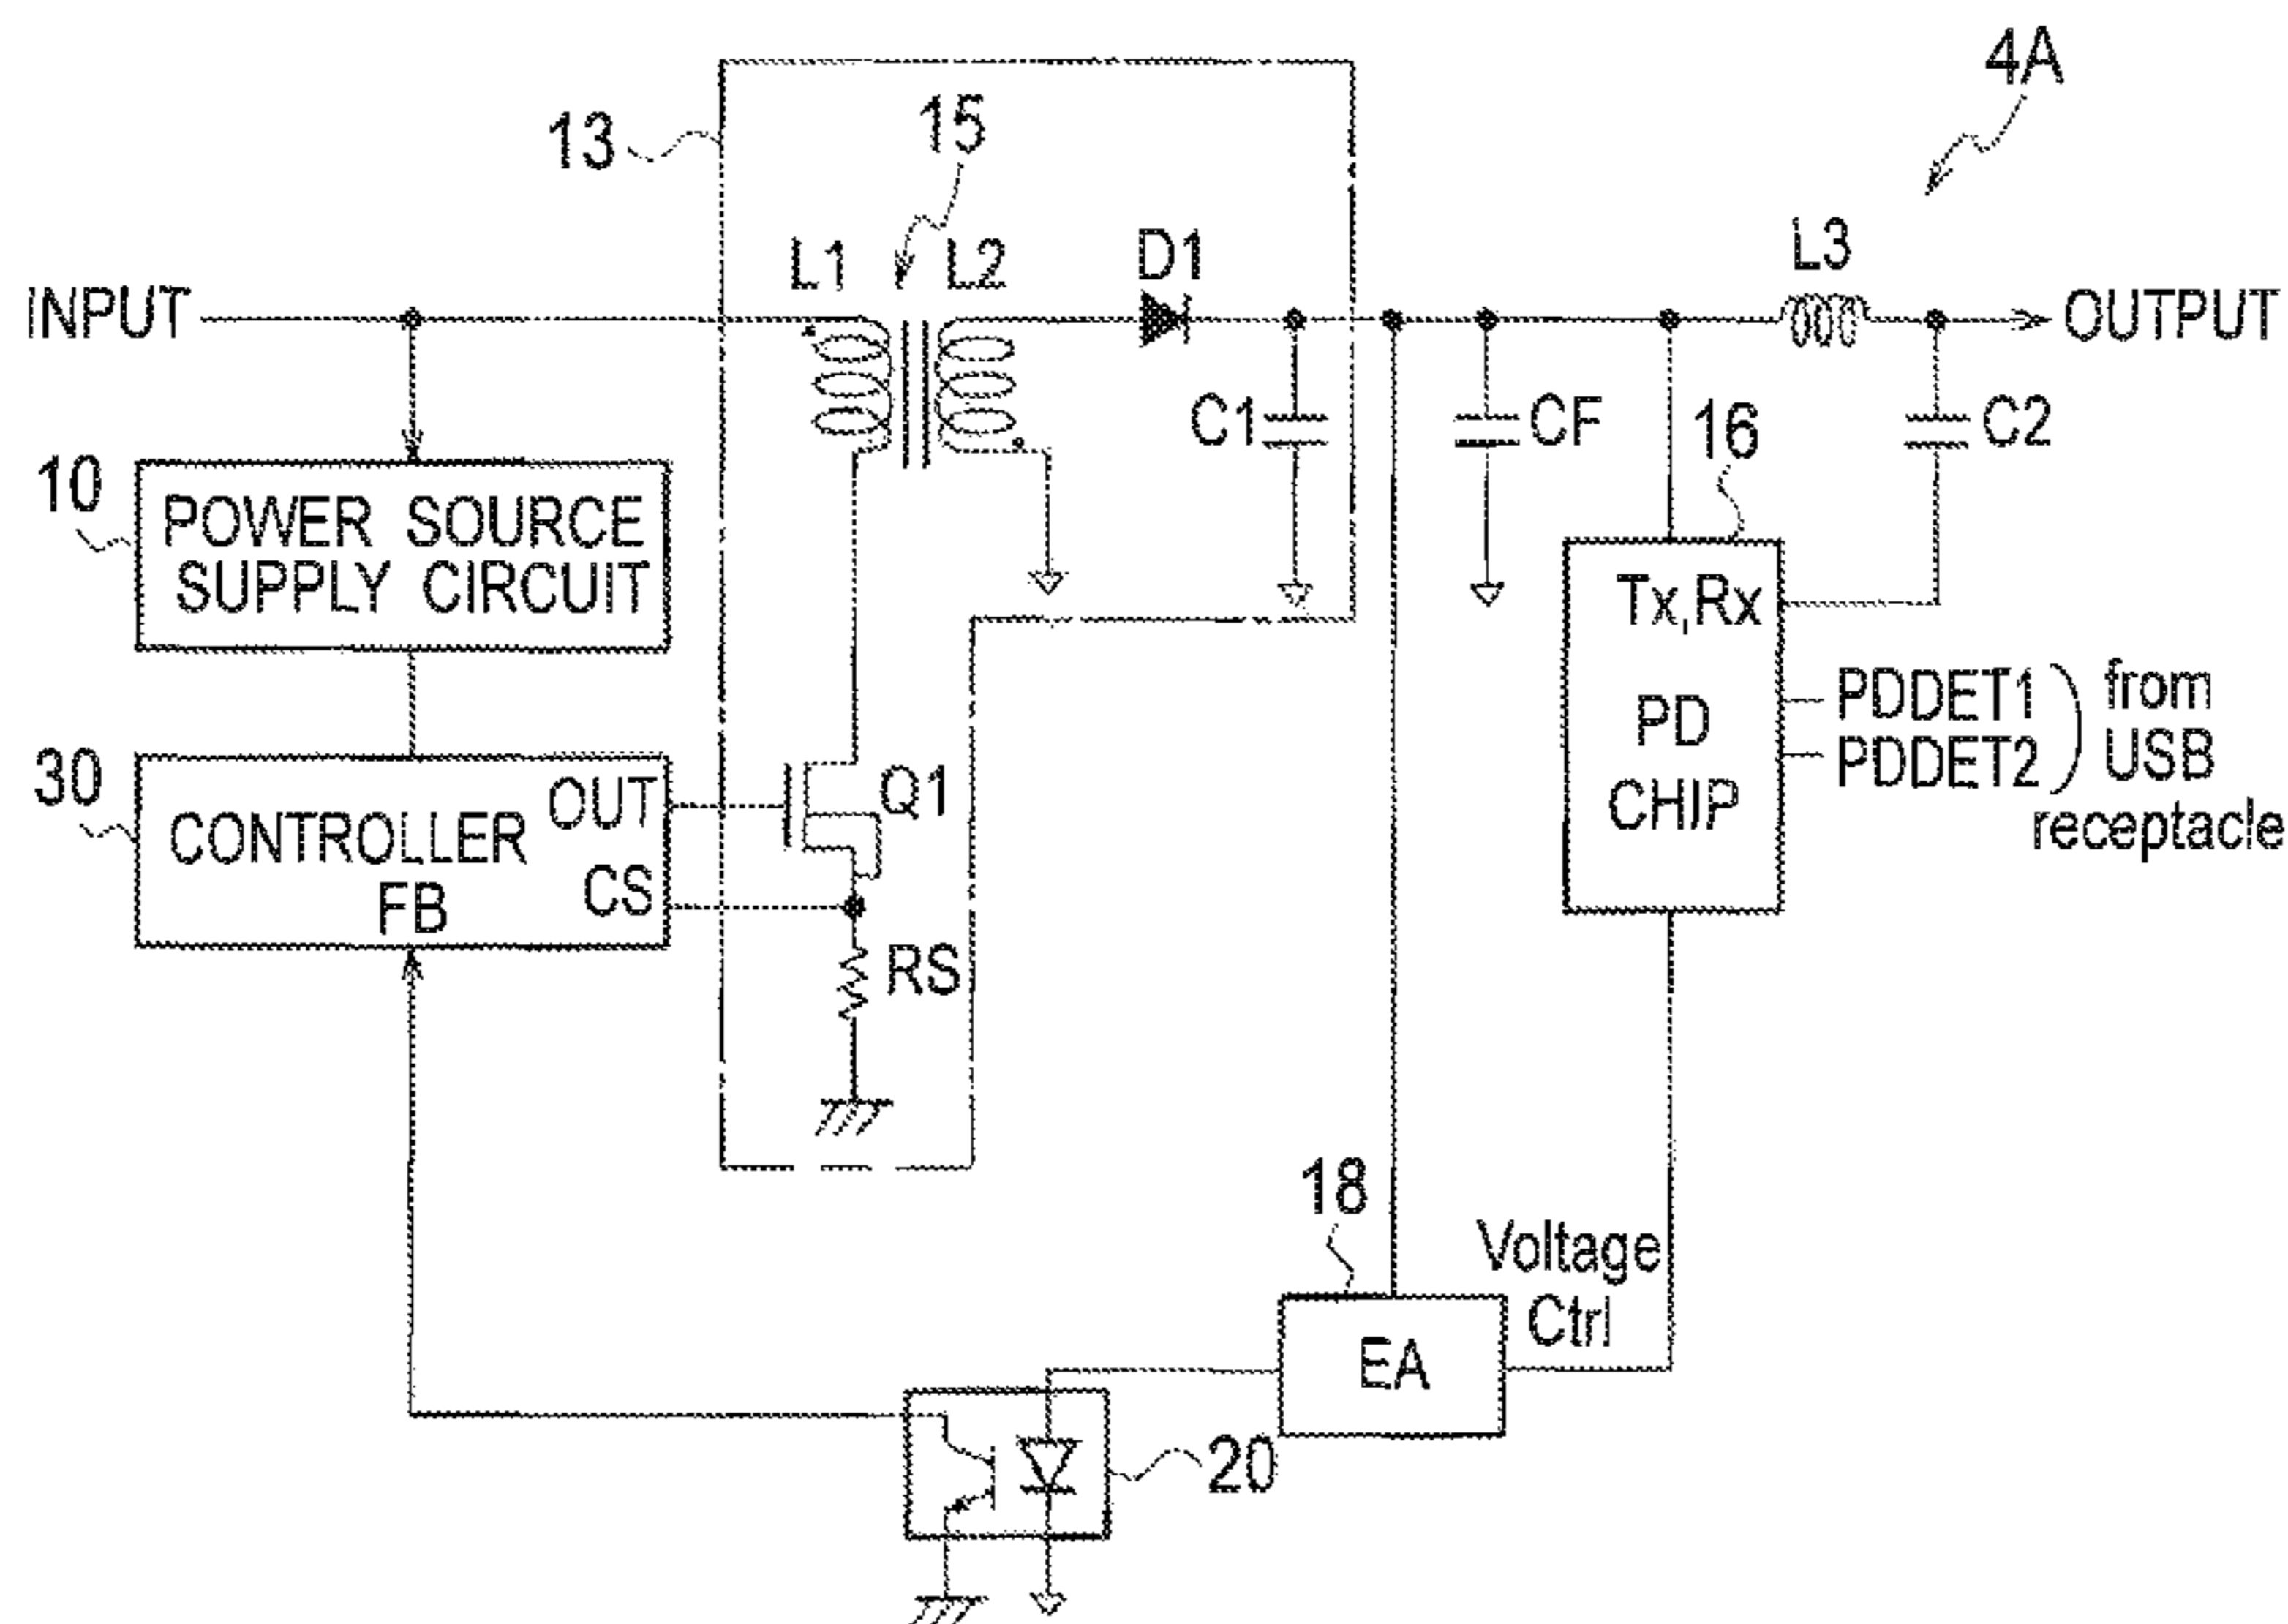 4A
13
15
L1
L2
D1
L3
INPUT
OUTPUT
C1
CF
16
C2
10
POWER SOURCE
SUPPLY CIRCUIT
Tx,Rx
PDDET1
PDDET2
from
USB
receptacle
PD
CHIP
30
OUT
Q1
CONTROLLER
CS
FB
RS
18
Voltage
Ctrl
EA
20